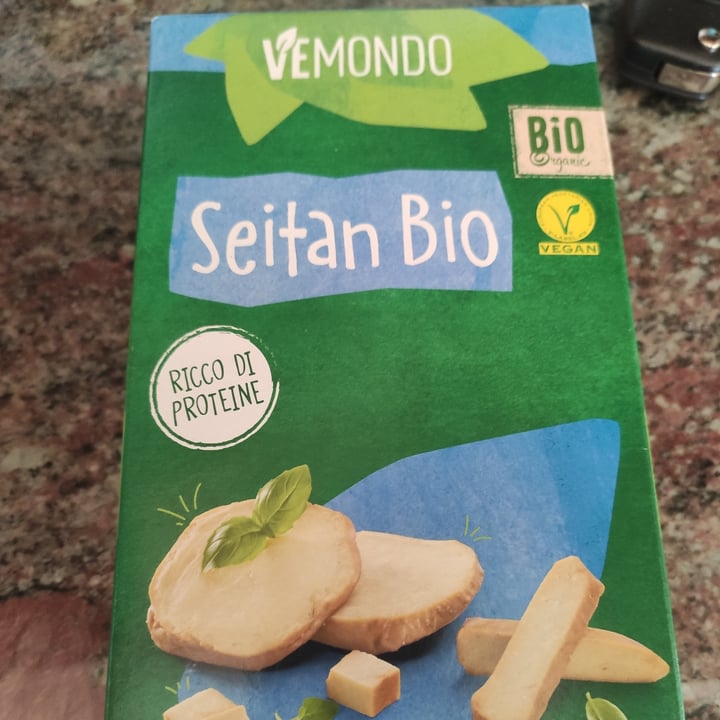 VEMONDO
BiO
Organic
Seitan Bio
VEGAN
RICCO DI
PROTEINE